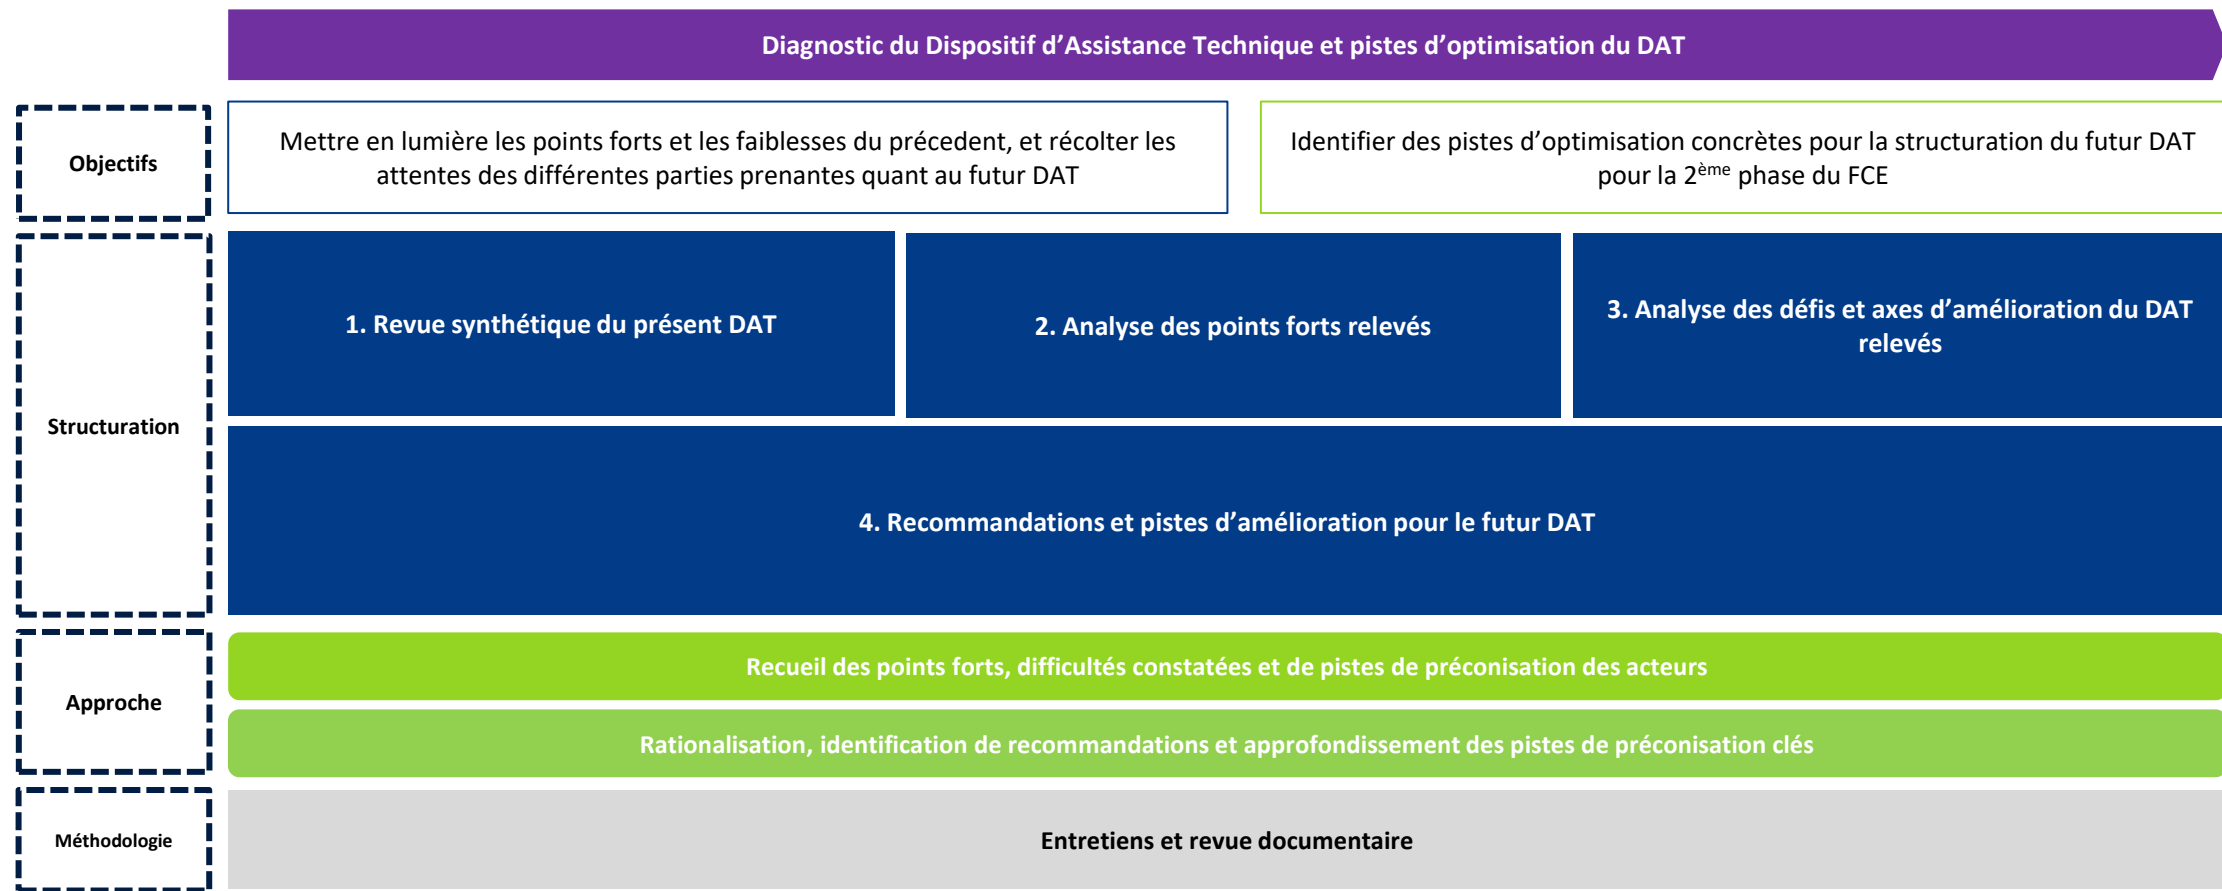 Diagnostic du Dispositif d’Assistance Technique et pistes d’optimisation du DAT
Objectifs
Mettre en lumière les points forts et les faiblesses du précedent, et récolter les
attentes des différentes parties prenantes quant au futur DAT
Identifier des pistes d’optimisation concrètes pour la structuration du futur DAT
pour la 2ème phase du FCE
Structuration
1. Revue synthétique du présent DAT
2. Analyse des points forts relevés
3. Analyse des défis et axes d’amélioration du DAT
relevés
4. Recommandations et pistes d’amélioration pour le futur DAT
Approche
Recueil des points forts, difficultés constatées et de pistes de préconisation des acteurs
Rationalisation, identification de recommandations et approfondissement des pistes de préconisation clés
Méthodologie
Entretiens et revue documentaire